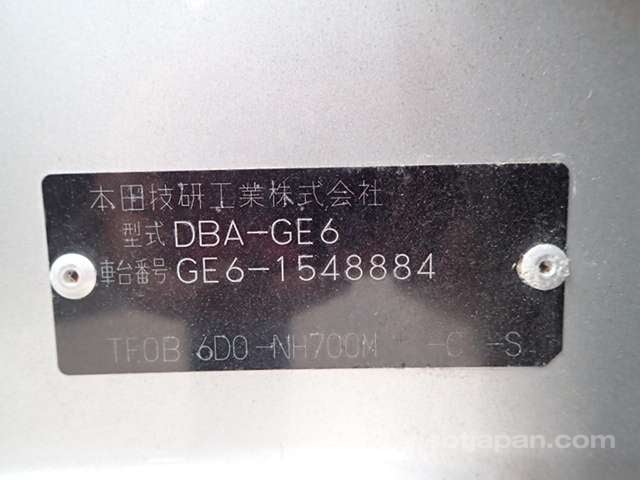 本田技研工業株式会社
型式 DBA-GE6
車台番号 GE6-1548884
TF0B 6D0-NH700M -C -S